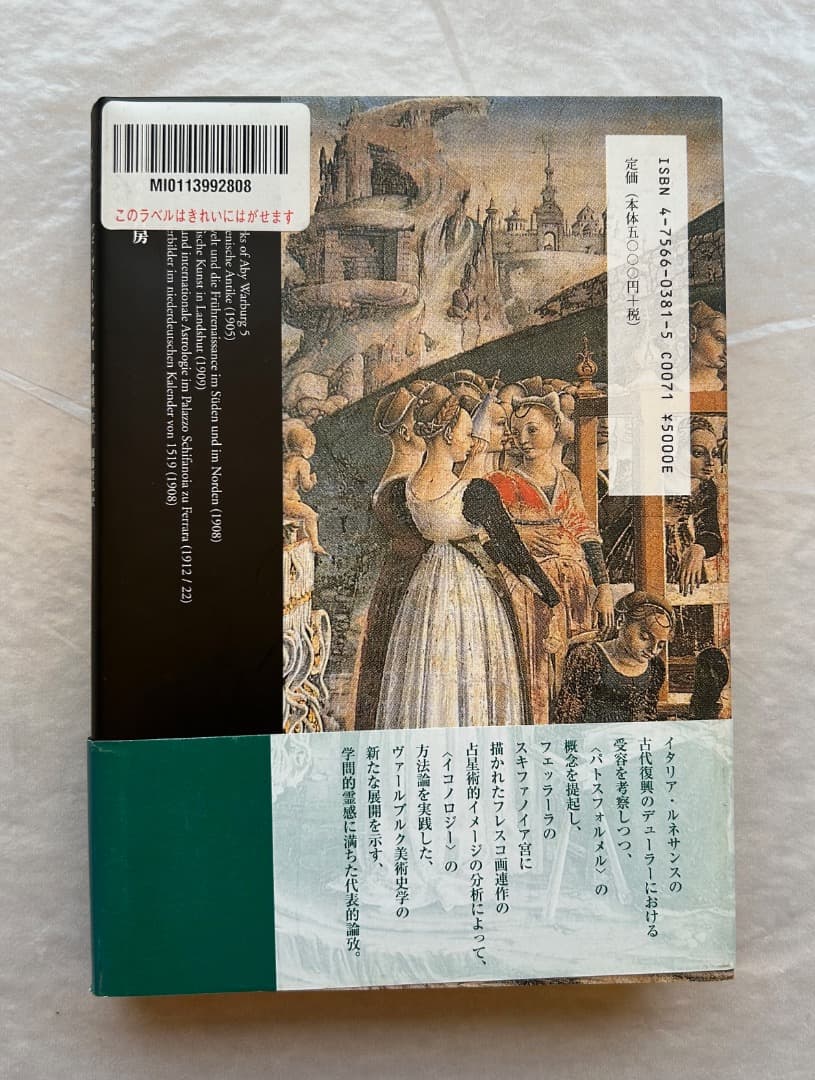 MI0113992808
このラベルはきれいにはがせます
房
ks of Aby Warburg 5
enische Antike (1905)
elt und die Frührenaissance im Süden und im Norden (1908)
ische Kunst in Landshut (1909)
und internationale Astrologie im Palazzo Schifanoia zu Ferrara (1912 / 22)
erbilder im niederdeutschen Kalender von 1519 (1908)
ISBN 4-7566-0381-5 C0071 ¥5000E
定価(本体五〇〇〇円+税)
イタリア・ルネサンスの
古代復興のデューラーにおける
受容を考察しつつ、
〈パトスフォルメル〉の
概念を提起し、
フェッラーラの
スキファノイア宮に
描かれたフレスコ画連作の
占星術的イメージの分析によって、
〈イコノロジー〉の
方法論を実践した、
ヴァールブルク美術史学の
新たな展開を示す、
学問的霊感に満ちた代表的論攷。